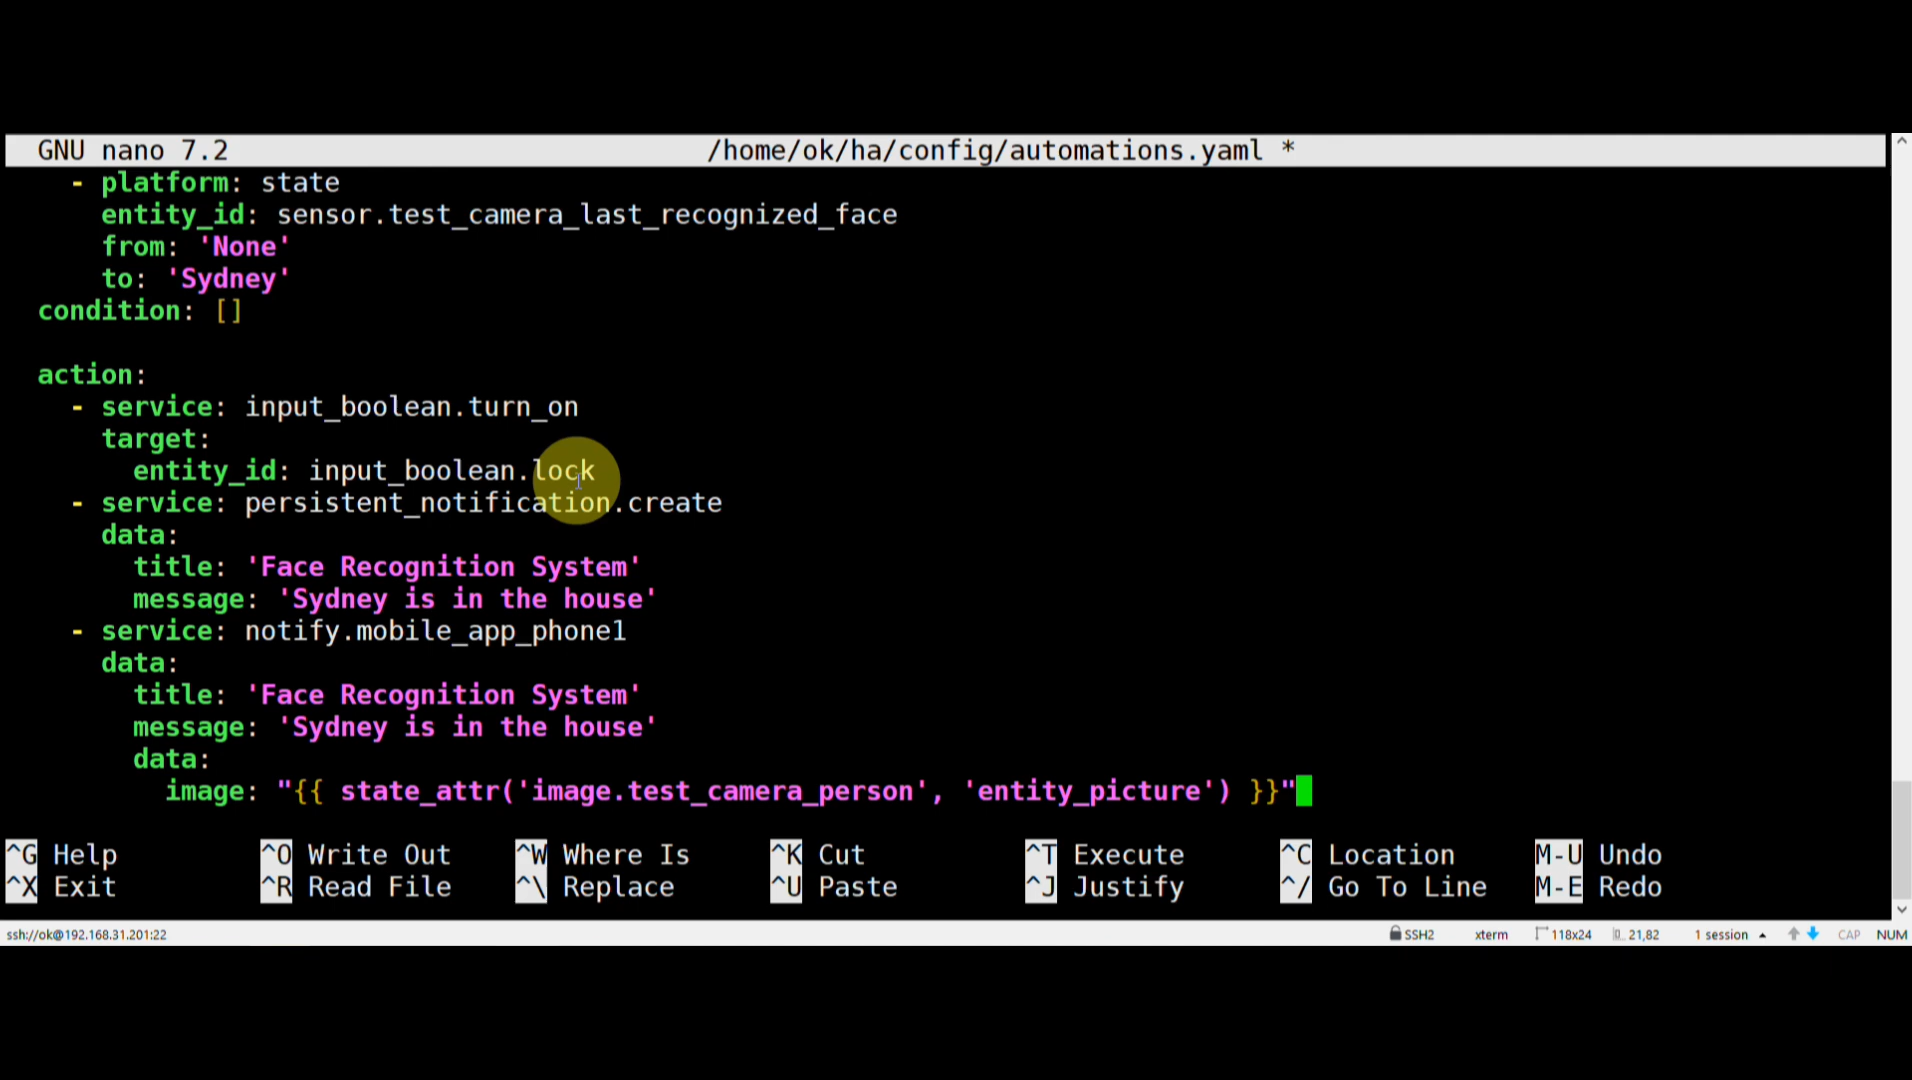 GNU nano 7.2 /home/ok/ha/config/automations.yaml *
- platform: state
entity_id: sensor.test_camera_last_recognized_face
from: 'None'
to: 'Sydney'
condition: []
action:
- service: input_boolean.turn_on
target:
entity_id: input_boolean.lock
- service: persistent_notification.create
data:
title: 'Face Recognition System'
message: 'Sydney is in the house'
- service: notify.mobile_app_phone1
data:
title: 'Face Recognition System'
message: 'Sydney is in the house'
data:
image: "{{ state_attr('image.test_camera_person', 'entity_picture') }}"
^G Help ^O Write Out ^W Where Is ^K Cut ^T Execute ^C Location M-U Undo
^X Exit ^R Read File ^\ Replace ^U Paste ^J Justify ^/ Go To Line M-E Redo
ssh://ok@192.168.31.201:22 SSH2 xterm 118x24 21,82 1 session CAP NUM